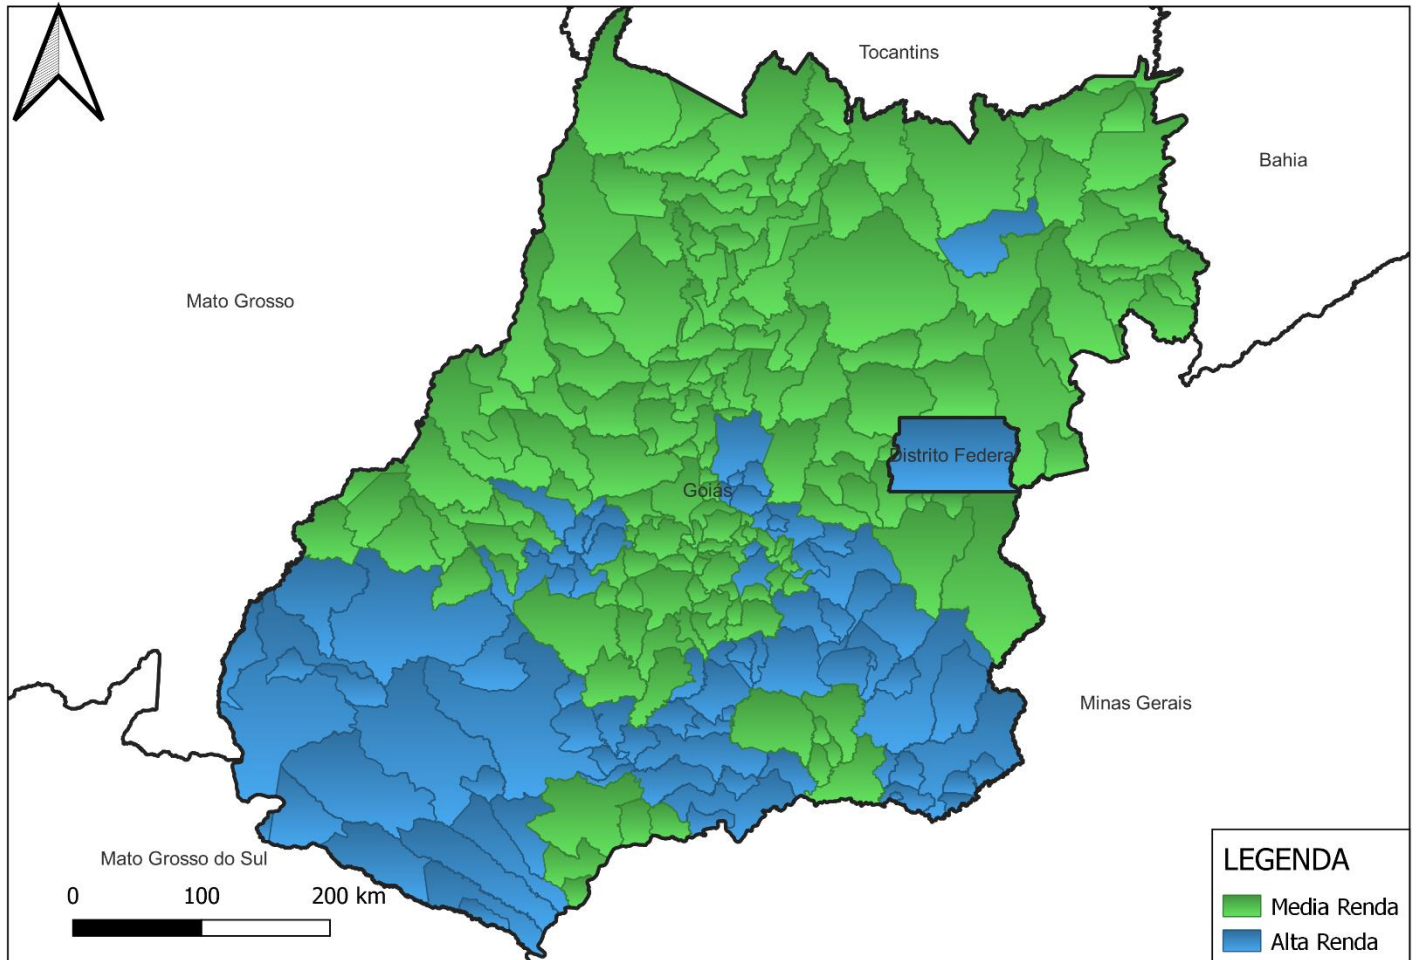 Tocantins
Bahia
Mato Grosso
Distrito Federa
Goiás
Minas Gerais
Mato Grosso do Sul
0 100 200 km
LEGENDA
Media Renda
Alta Renda